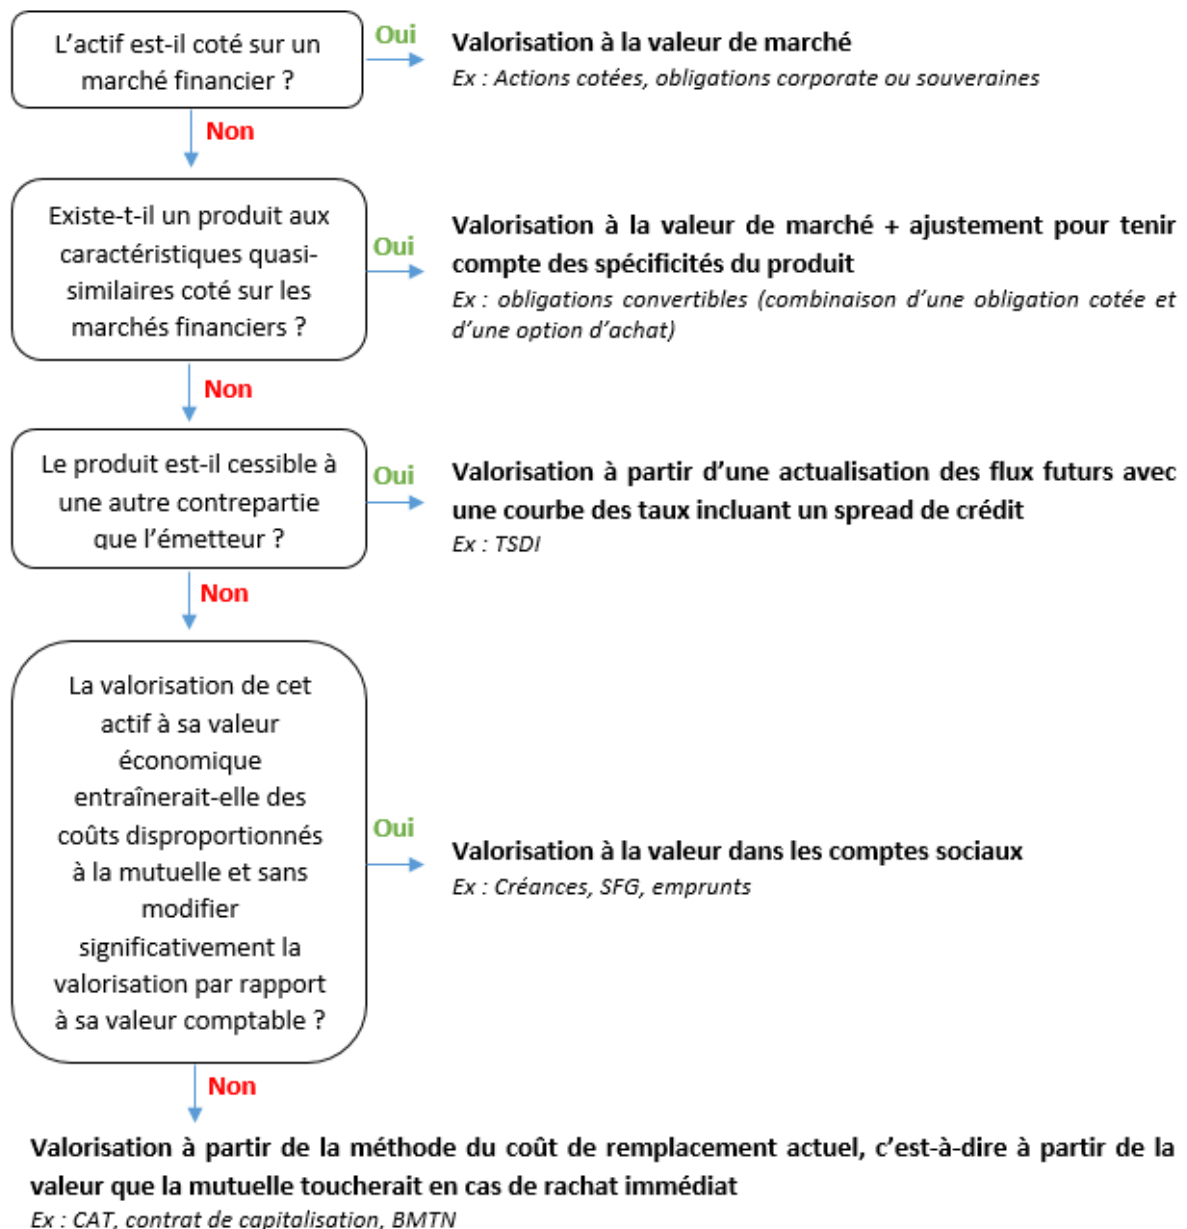 L'actif est-il coté sur un
marché financier ?
Oui
Valorisation à la valeur de marché
Ex : Actions cotées, obligations corporate ou souveraines
Non
Existe-t-il un produit aux
caractéristiques quasi-
similaires coté sur les
marchés financiers ?
Oui
Valorisation à la valeur de marché + ajustement pour tenir
compte des spécificités du produit
Ex : obligations convertibles (combinaison d'une obligation cotée et
d'une option d'achat)
Non
Le produit est-il cessible à
une autre contrepartie
que l'émetteur ?
Oui
Valorisation à partir d'une actualisation des flux futurs avec
une courbe des taux incluant un spread de crédit
Ex : TSDI
Non
La valorisation de cet
actif à sa valeur
économique
entraînerait-elle des
coûts disproportionnés
à la mutuelle et sans
modifier
significativement la
valorisation par rapport
à sa valeur comptable ?
Oui
Valorisation à la valeur dans les comptes sociaux
Ex : Créances, SFG, emprunts
Non
Valorisation à partir de la méthode du coût de remplacement actuel, c'est-à-dire à partir de la
valeur que la mutuelle toucherait en cas de rachat immédiat
Ex : CAT, contrat de capitalisation, BMTN